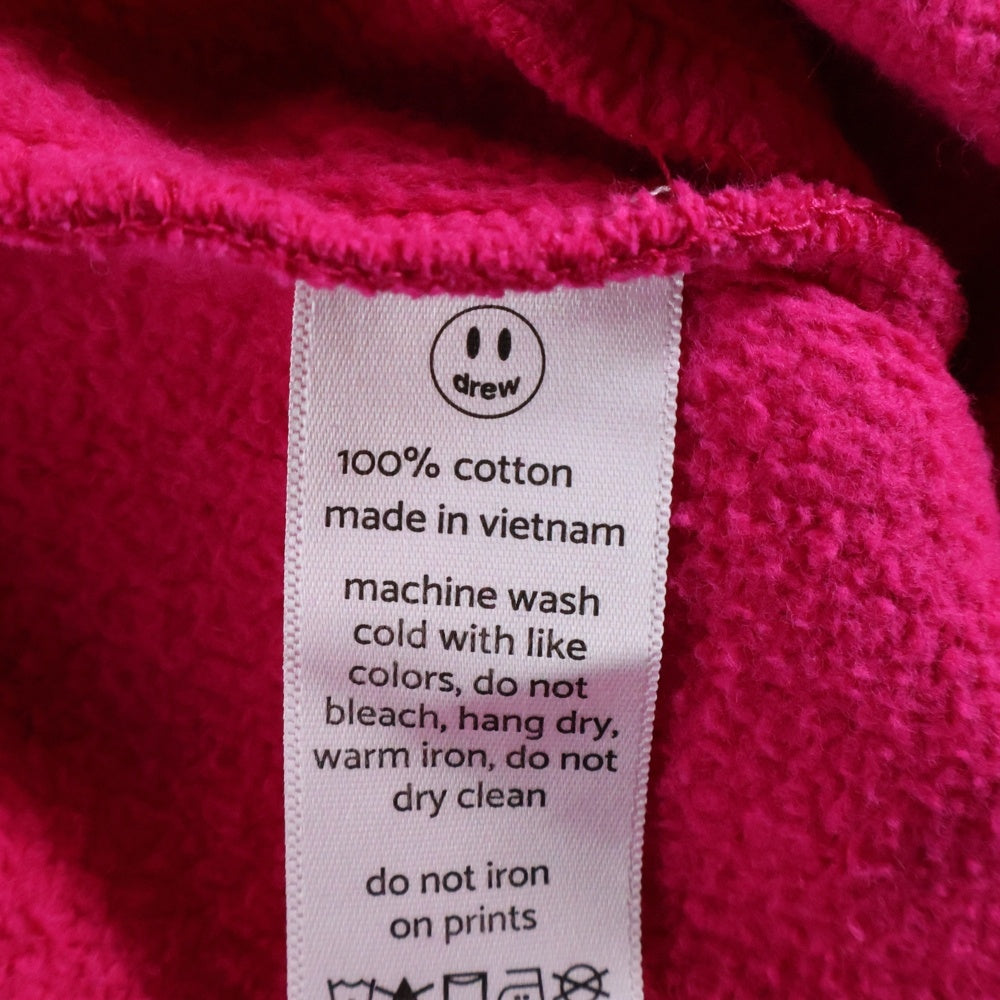 drew
100% cotton
made in vietnam
machine wash
cold with like
colors, do not
bleach, hang dry,
warm iron, do not
dry clean
do not iron
on prints